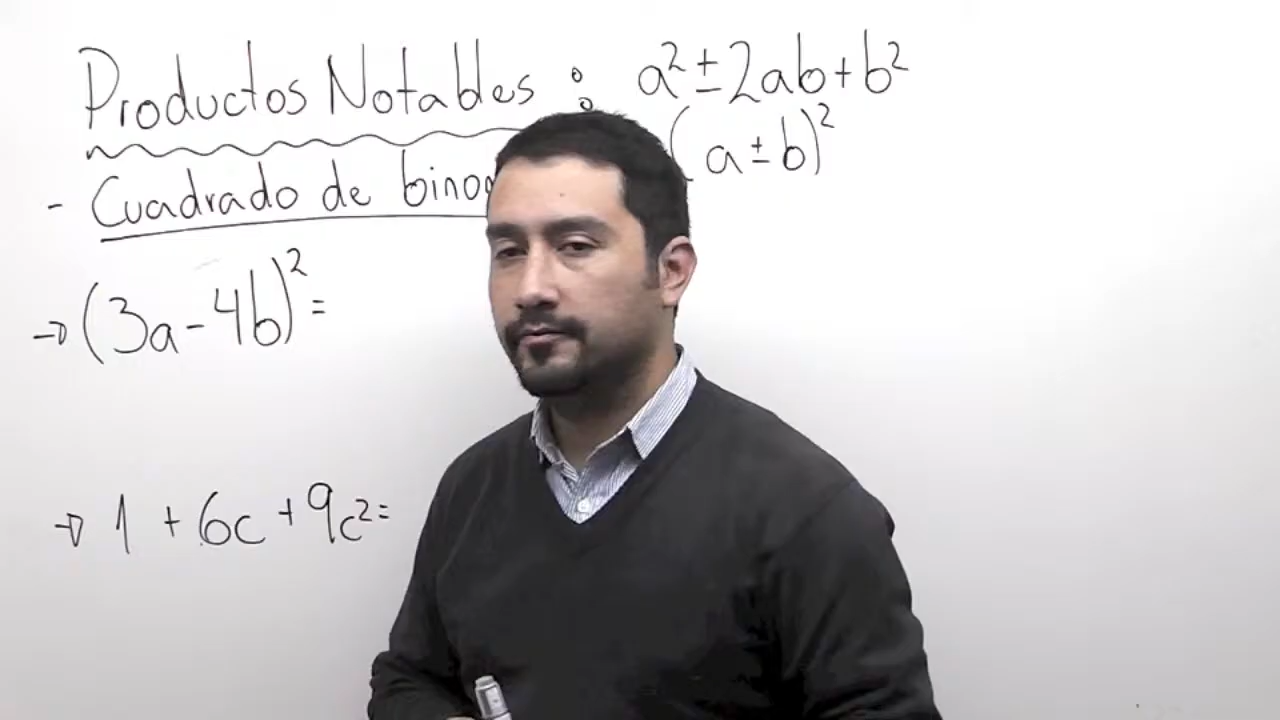 Productos Notables : a² ± 2ab + b²
(a ± b)²
- Cuadrado de
→ (3a - 4b)² =
→ 1 + 6c + 9c² =